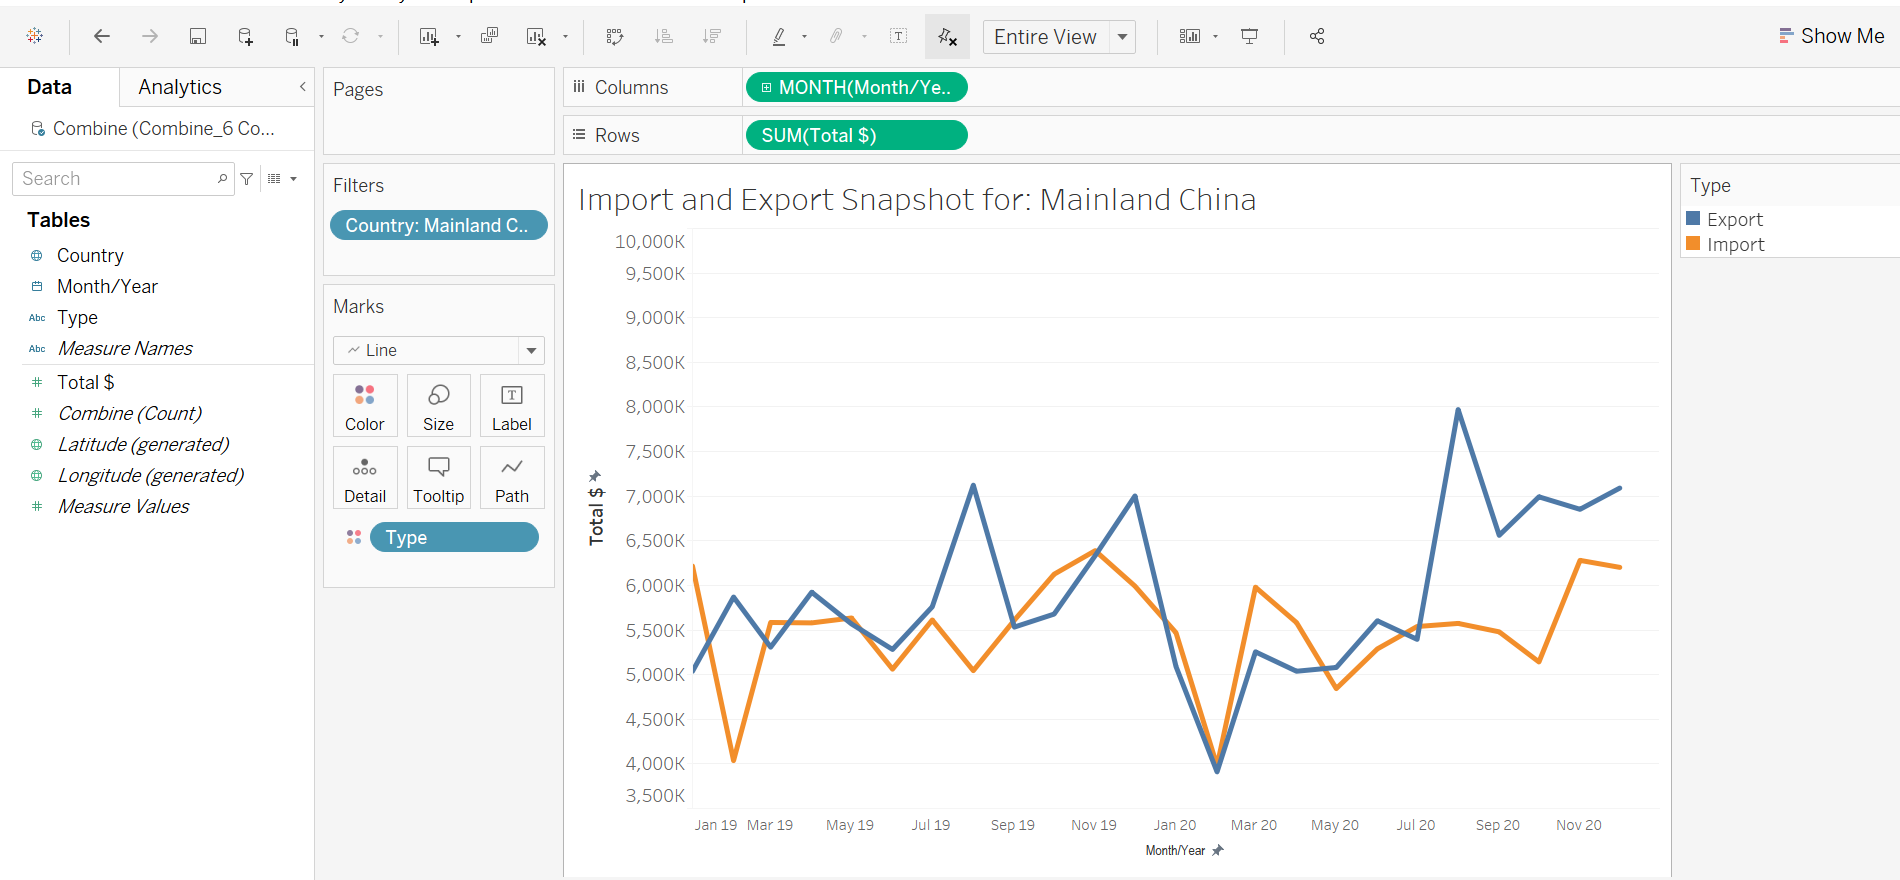 Entire View
Show Me
Data
Analytics
Combine (Combine_6 Co...
Search
Tables
Country
Month/Year
Abc Type
Abc Measure Names
# Total $
# Combine (Count)
Latitude (generated)
Longitude (generated)
# Measure Values
Pages
Filters
Country: Mainland C..
Marks
Line
Color
Size
T
Label
Detail
Tooltip
Path
Type
Columns
MONTH(Month/Ye..
Rows
SUM(Total $)
Import and Export Snapshot for: Mainland China
10,000K
9,500K
9,000K
8,500K
8,000K
7,500K
7,000K
6,500K
6,000K
5,500K
5,000K
4,500K
4,000K
3,500K
Total $
Jan 19 Mar 19 May 19 Jul 19 Sep 19 Nov 19 Jan 20 Mar 20 May 20 Jul 20 Sep 20 Nov 20
Month/Year
Type
Export
Import